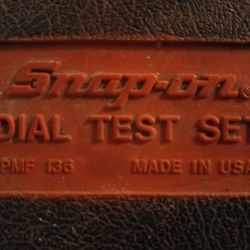 Snap-on
DIAL TEST SET
PMF 136 MADE IN USA